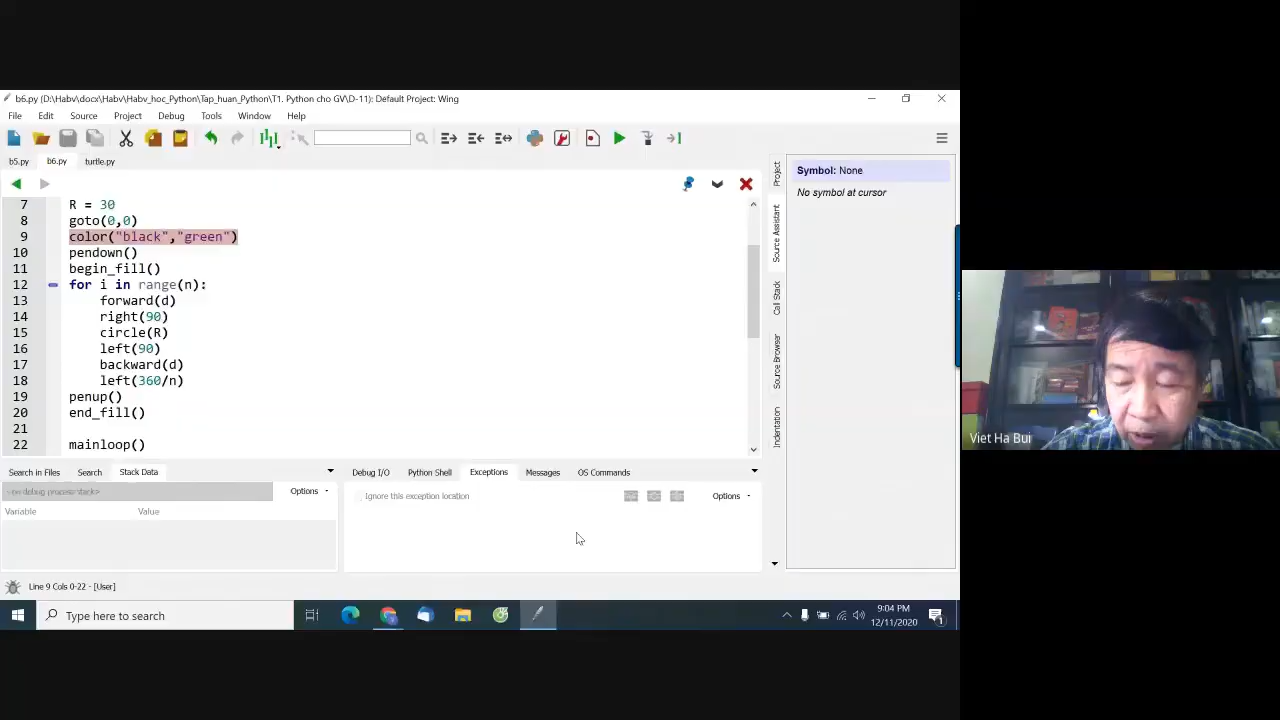 b6.py (D:\Habv\docx\Habv\Habv_hoc_Python\Tap_huan_Python\T1. Python cho GV\D-11): Default Project: Wing
File Edit Source Project Debug Tools Window Help
b5.py b6.py turtle.py
7 R = 30
8 goto(0,0)
9 color("black","green")
10 pendown()
11 begin_fill()
12 for i in range(n):
13 forward(d)
14 right(90)
15 circle(R)
16 left(90)
17 backward(d)
18 left(360/n)
19 penup()
20 end_fill()
21
22 mainloop()
Project
Source Assistant
Call Stack
Source Browser
Indentation
Symbol: None
No symbol at cursor
Viet Ha Bui
Search in Files Search Stack Data
Options
Variable Value
Debug I/O Python Shell Exceptions Messages OS Commands
Ignore this exception location Options
Line 9 Cols 0-22 - [User]
Type here to search
9:04 PM
12/11/2020
1